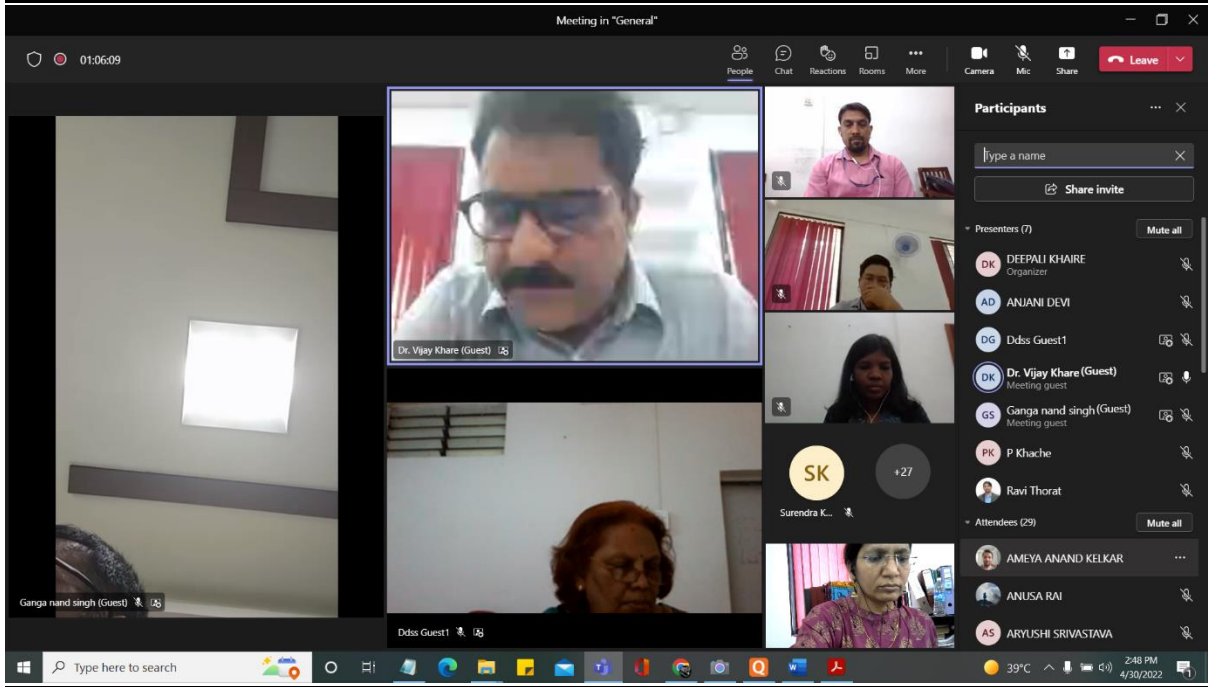 Meeting in "General"
01:06:09
People
Chat
Reactions
Rooms
More
Camera
Mic
Share
Leave
Ganga nand singh (Guest)
Dr. Vijay Khare (Guest)
Ddss Guest1
SK
Surendra K...
+27
Participants
Type a name
Share invite
Presenters (7)
Mute all
DK
DEEPALI KHAIRE
Organizer
AD
ANJANI DEVI
DG
Ddss Guest1
DK
Dr. Vijay Khare (Guest)
Meeting guest
GS
Ganga nand singh (Guest)
Meeting guest
PK
P Khache
Ravi Thorat
Attendees (29)
Mute all
AMEYA ANAND KELKAR
ANUSA RAI
AS
ARYUSHI SRIVASTAVA
Type here to search
39°C
2:48 PM
4/30/2022